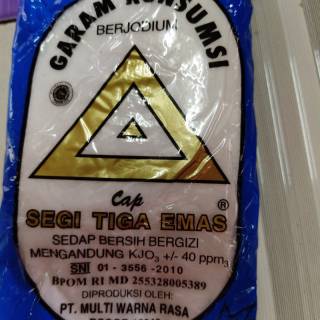 GARAM KONSUMSI
BERJODIUM
Cap
SEGI TIGA EMAS ®
SEDAP BERSIH BERGIZI
MENGANDUNG KJO3 +/- 40 ppm
SNI 01 - 3556 -2010
BPOM RI MD 255328005389
DIPRODUKSI OLEH:
PT. MULTI WARNA RASA